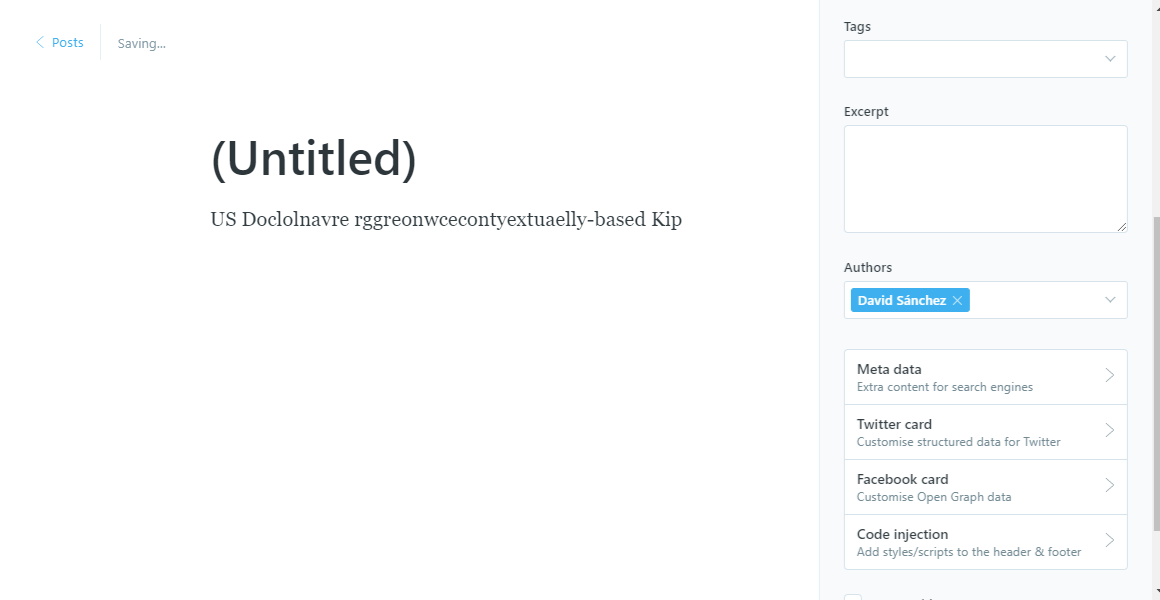 Posts
Saving...
(Untitled)
US Doclolnavre rggreonwcecontyextuaelly-based Kip
Tags
Excerpt
Authors
David Sánchez
Meta data
Extra content for search engines
Twitter card
Customise structured data for Twitter
Facebook card
Customise Open Graph data
Code injection
Add styles/scripts to the header & footer